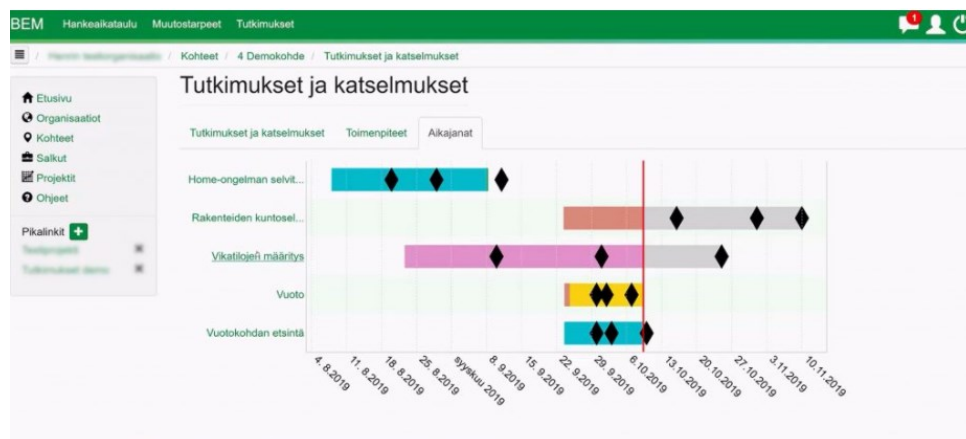 BEM Hankeaikataulu Muutostarpeet Tutkimukset 1
/ / Kohteet / 4 Demokohde / Tutkimukset ja katselmukset
Tutkimukset ja katselmukset
Etusivu
Organisaatiot
Kohteet
Salkut
Projektit
Ohjeet
Pikalinkit +
Tutkimukset ja katselmukset Toimenpiteet Aikajanat
Home-ongelman selvit...
Rakenteiden kuntosel...
Vikatilojen määritys
Vuoto
Vuotokohdan etsintä
4. 8.2019 11. 8.2019 18. 8.2019 25. 8.2019 syyskuu 2019 8. 9.2019 15. 9.2019 22. 9.2019 29. 9.2019 6.10.2019 13.10.2019 20.10.2019 27.10.2019 3.11.2019 10.11.2019